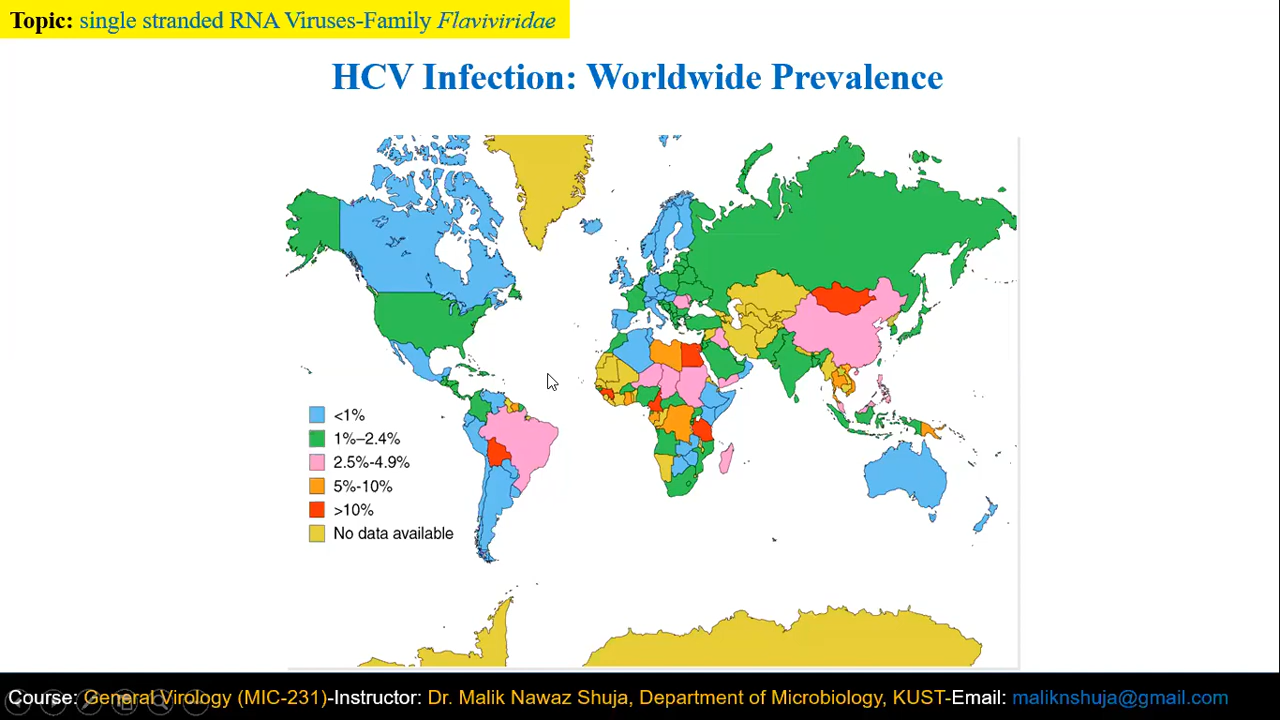 Topic: single stranded RNA Viruses-Family Flaviviridae
HCV Infection: Worldwide Prevalence
<1%
1%–2.4%
2.5%-4.9%
5%-10%
>10%
No data available
Course: General Virology (MIC-231)-Instructor: Dr. Malik Nawaz Shuja, Department of Microbiology, KUST-Email: maliknshuja@gmail.com